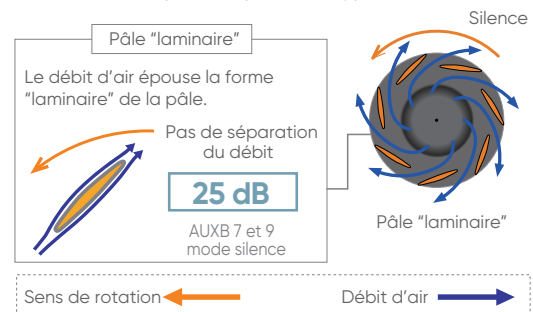 Silence
Pâle “laminaire”
Le débit d’air épouse la forme
“laminaire” de la pâle.
Pas de séparation
du débit
25 dB
AUXB 7 et 9
mode silence
Pâle “laminaire”
Sens de rotation
Débit d’air